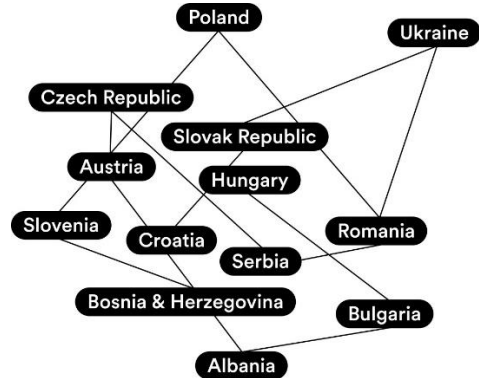 Poland
Ukraine
Czech Republic
Slovak Republic
Austria
Hungary
Slovenia
Croatia
Romania
Serbia
Bosnia & Herzegovina
Bulgaria
Albania